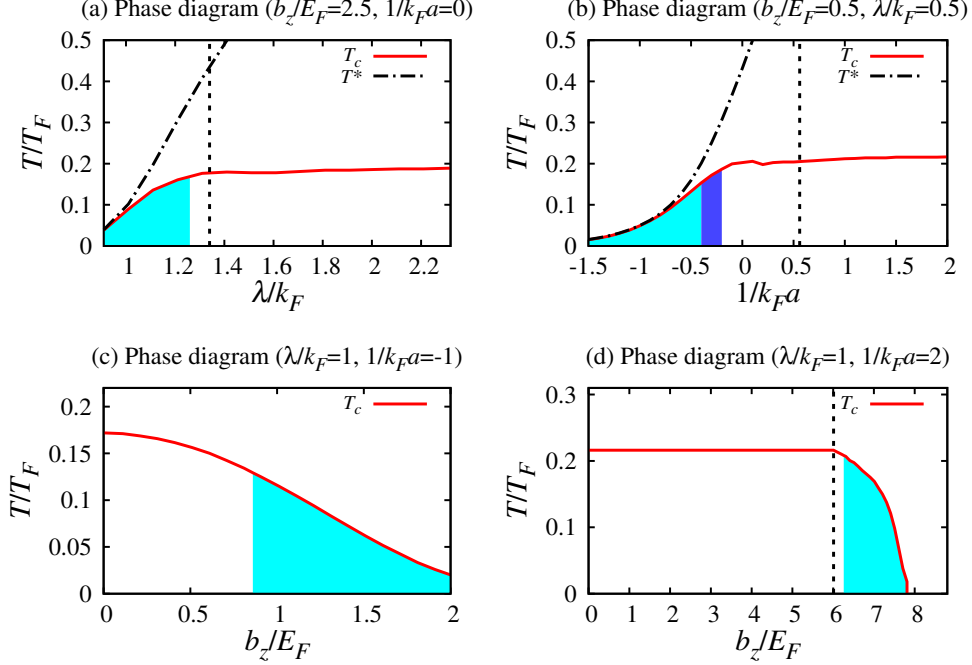 (a) Phase diagram (b_z/E_F=2.5, 1/k_Fa=0)
T_c
T*
0.5
0.4
0.3
0.2
0.1
0
T/T_F
1 1.2 1.4 1.6 1.8 2 2.2
λ/k_F
(b) Phase diagram (b_z/E_F=0.5, λ/k_F=0.5)
T_c
T*
0.5
0.4
0.3
0.2
0.1
0
T/T_F
-1.5 -1 -0.5 0 0.5 1 1.5 2
1/k_Fa
(c) Phase diagram (λ/k_F=1, 1/k_Fa=-1)
T_c
0.2
0.15
0.1
0.05
0
T/T_F
0 0.5 1 1.5 2
b_z/E_F
(d) Phase diagram (λ/k_F=1, 1/k_Fa=2)
T_c
0.3
0.2
0.1
0
T/T_F
0 1 2 3 4 5 6 7 8
b_z/E_F